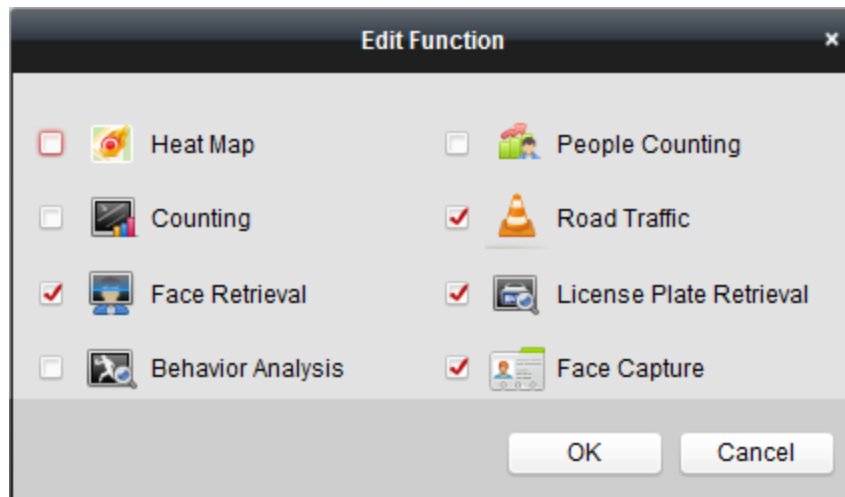 Edit Function
Heat Map People Counting
Counting Road Traffic
Face Retrieval License Plate Retrieval
Behavior Analysis Face Capture
OK Cancel